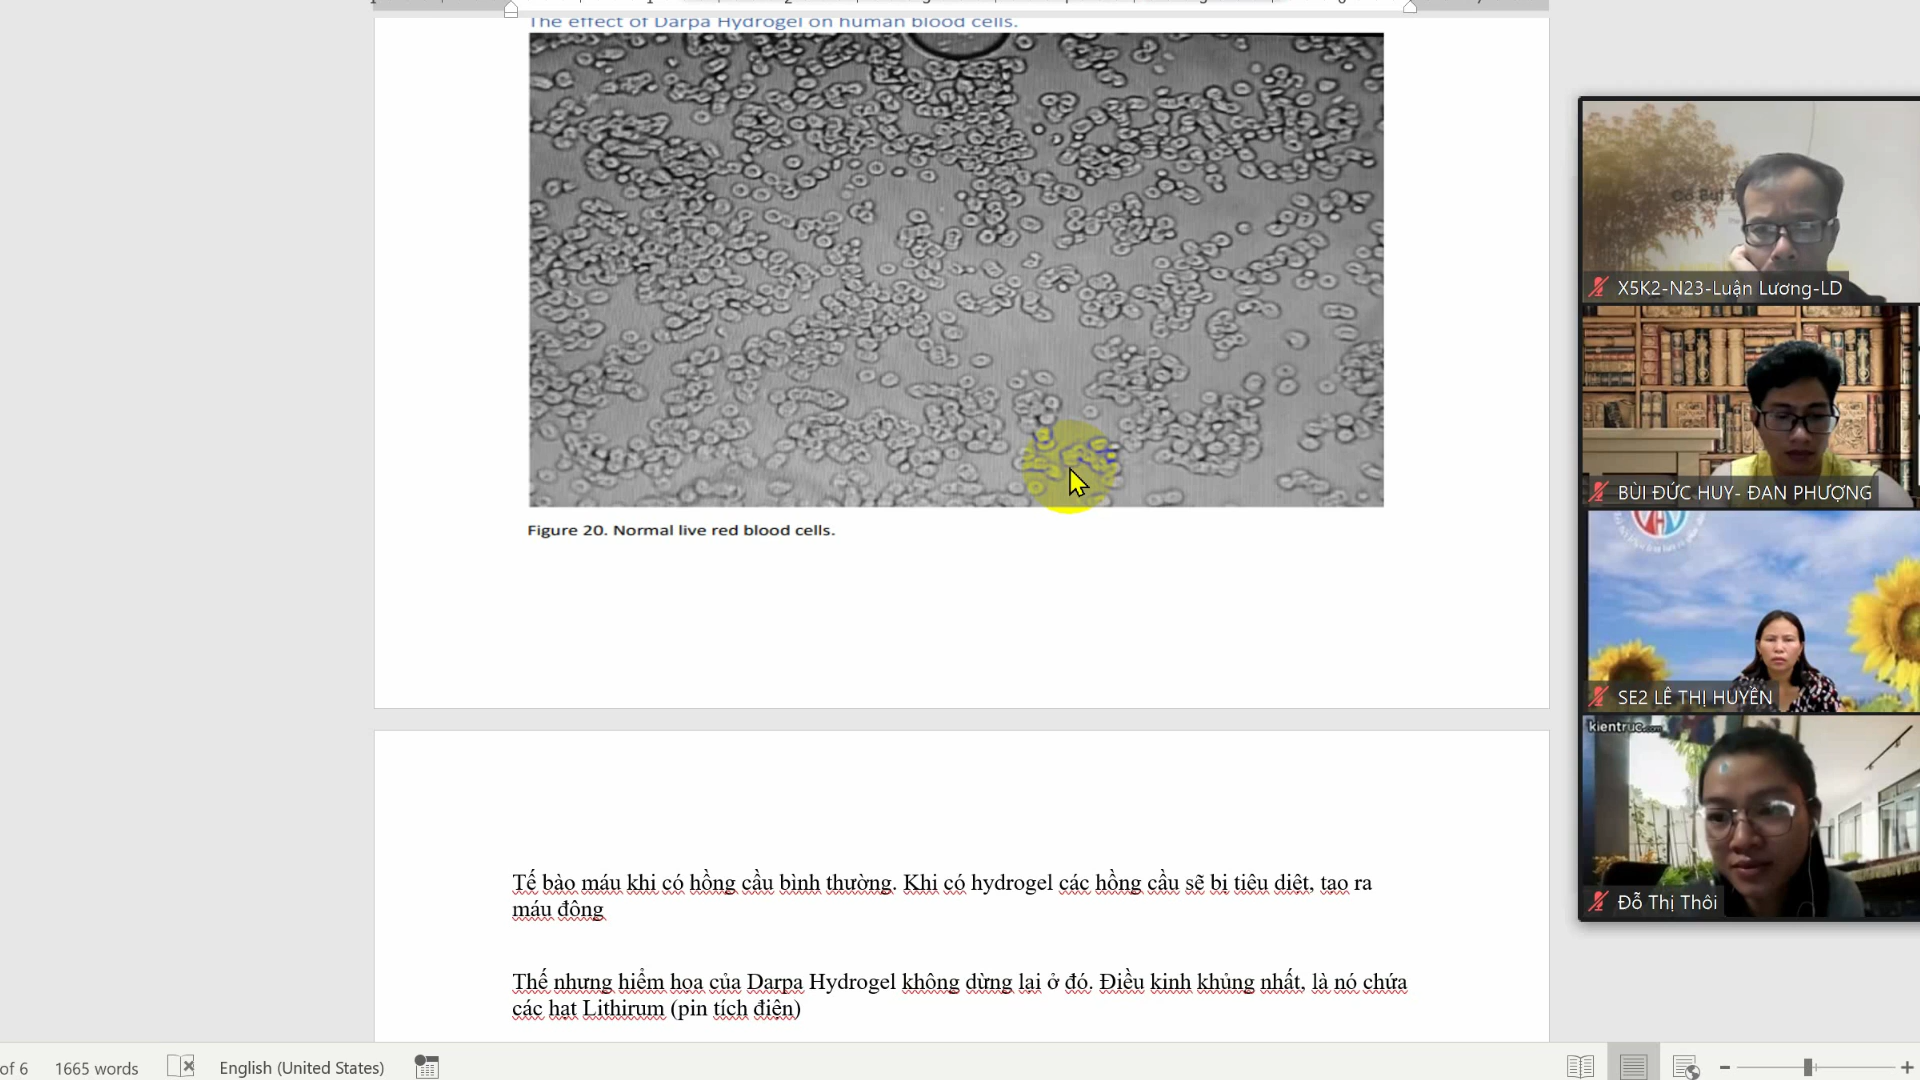 The effect of Darpa Hydrogel on human blood cells.
Figure 20. Normal live red blood cells.
Tế bào máu khi có hồng cầu bình thường. Khi có hydrogel các hồng cầu sẽ bị tiêu diệt, tạo ra
máu đông
Thế nhưng hiểm họa của Darpa Hydrogel không dừng lại ở đó. Điều kinh khủng nhất, là nó chứa
các hạt Lithirum (pin tích điện)
X5K2-N23-Luận Lương-LD
BÙI ĐỨC HUY- ĐAN PHƯỢNG
SE2 LÊ THỊ HUYỀN
kientruc.com
Đỗ Thị Thôi
of 6 1665 words English (United States)